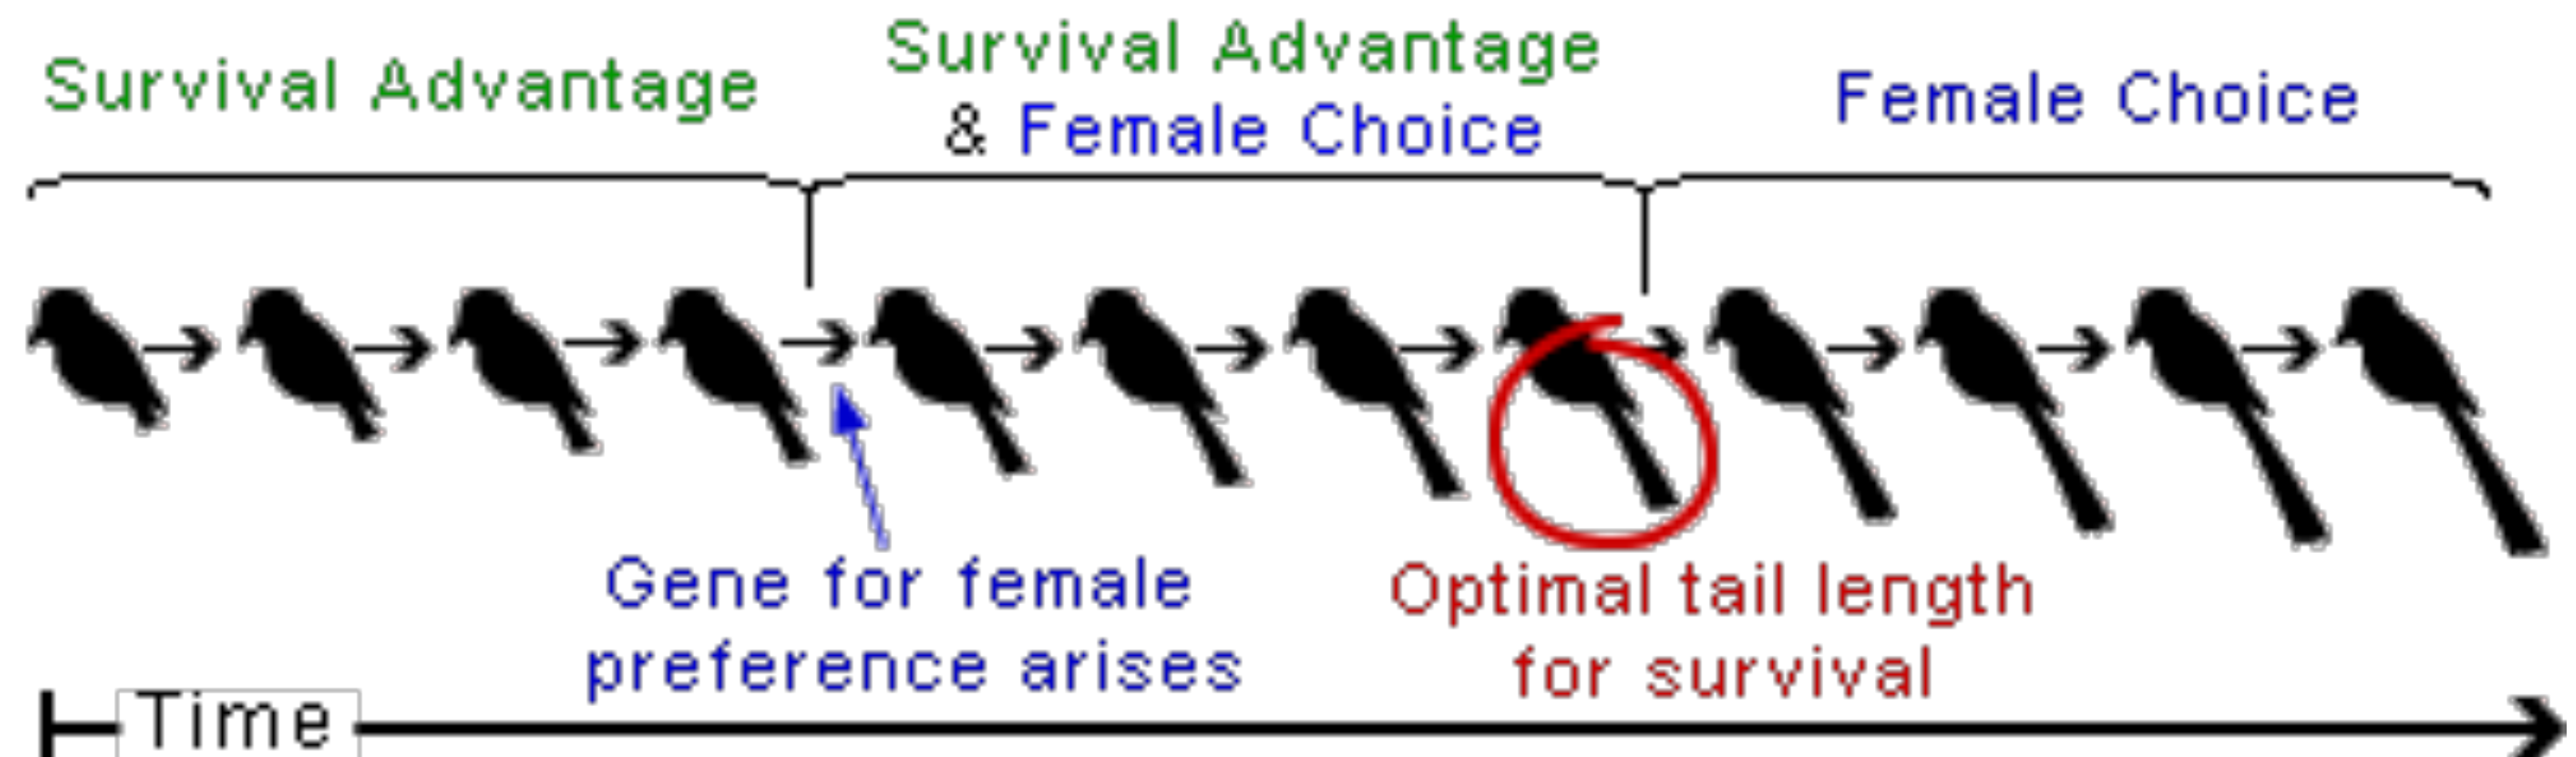 Survival Advantage
Survival Advantage
& Female Choice
Female Choice
Gene for female
preference arises
Optimal tail length
for survival
Time